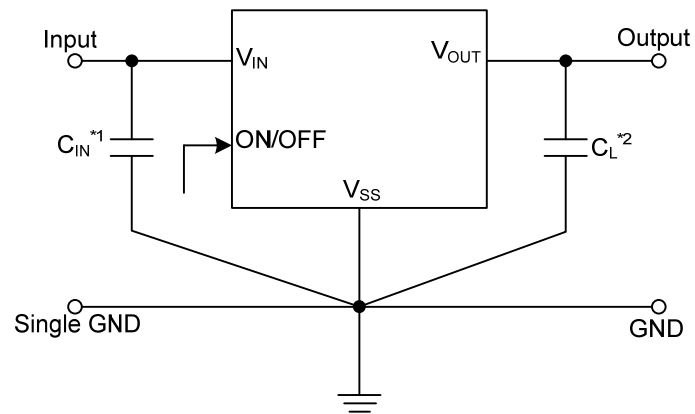 Input
Output
VIN
VOUT
CIN*1
ON/OFF
CL*2
VSS
Single GND
GND